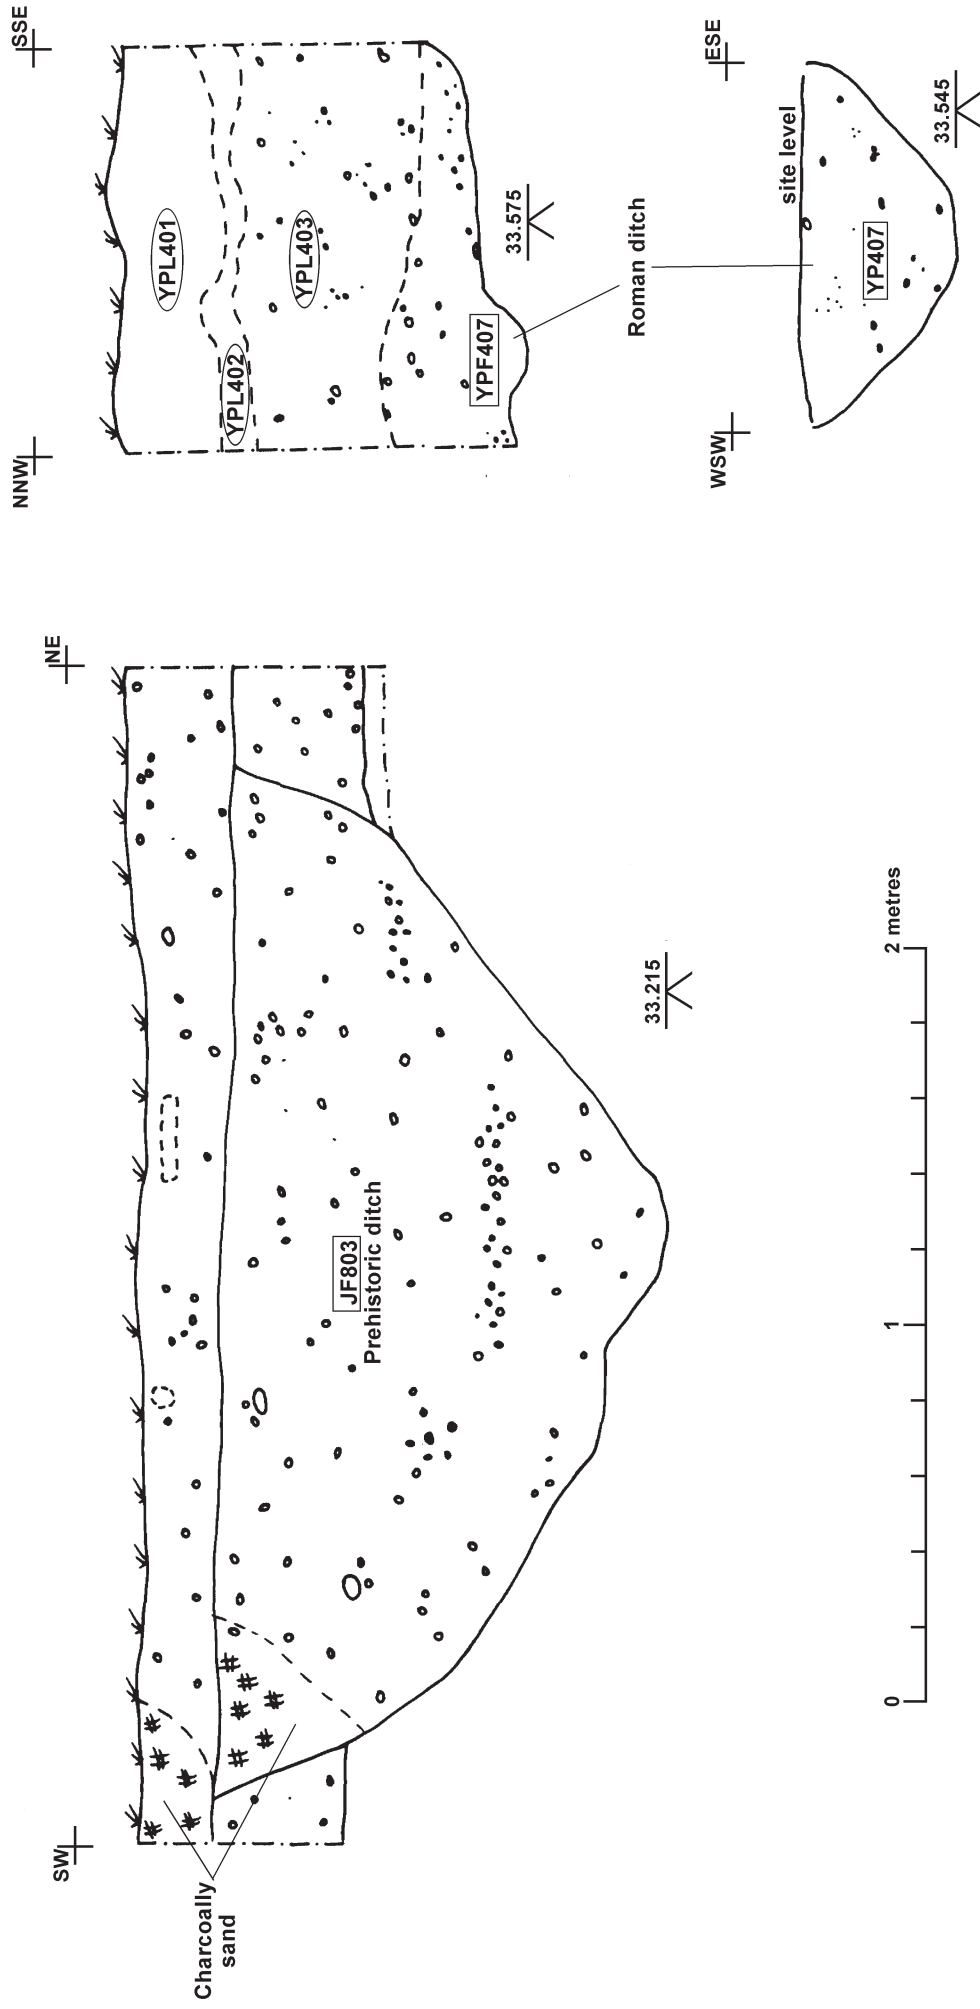 SW
NE
Charcoally
sand
JF803
Prehistoric ditch
33.215
0
1
2 metres
NNW
SSE
YPL401
YPL402
YPL403
YPF407
33.575
Roman ditch
WSW
ESE
site level
YP407
33.545